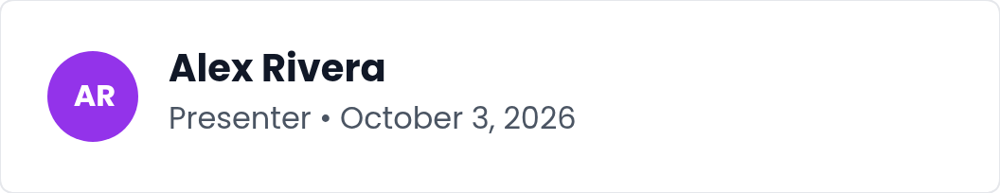 AR
Alex Rivera
Presenter • October 3, 2026